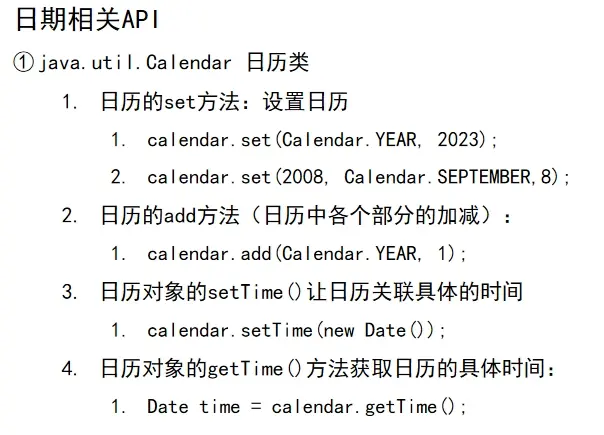 日期相关API
①java.util.Calendar 日历类
1. 日历的set方法：设置日历
1. calendar.set(Calendar.YEAR, 2023);
2. calendar.set(2008, Calendar.SEPTEMBER,8);
2. 日历的add方法（日历中各个部分的加减）：
1. calendar.add(Calendar.YEAR, 1);
3. 日历对象的setTime()让日历关联具体的时间
1. calendar.setTime(new Date());
4. 日历对象的getTime()方法获取日历的具体时间：
1. Date time = calendar.getTime();